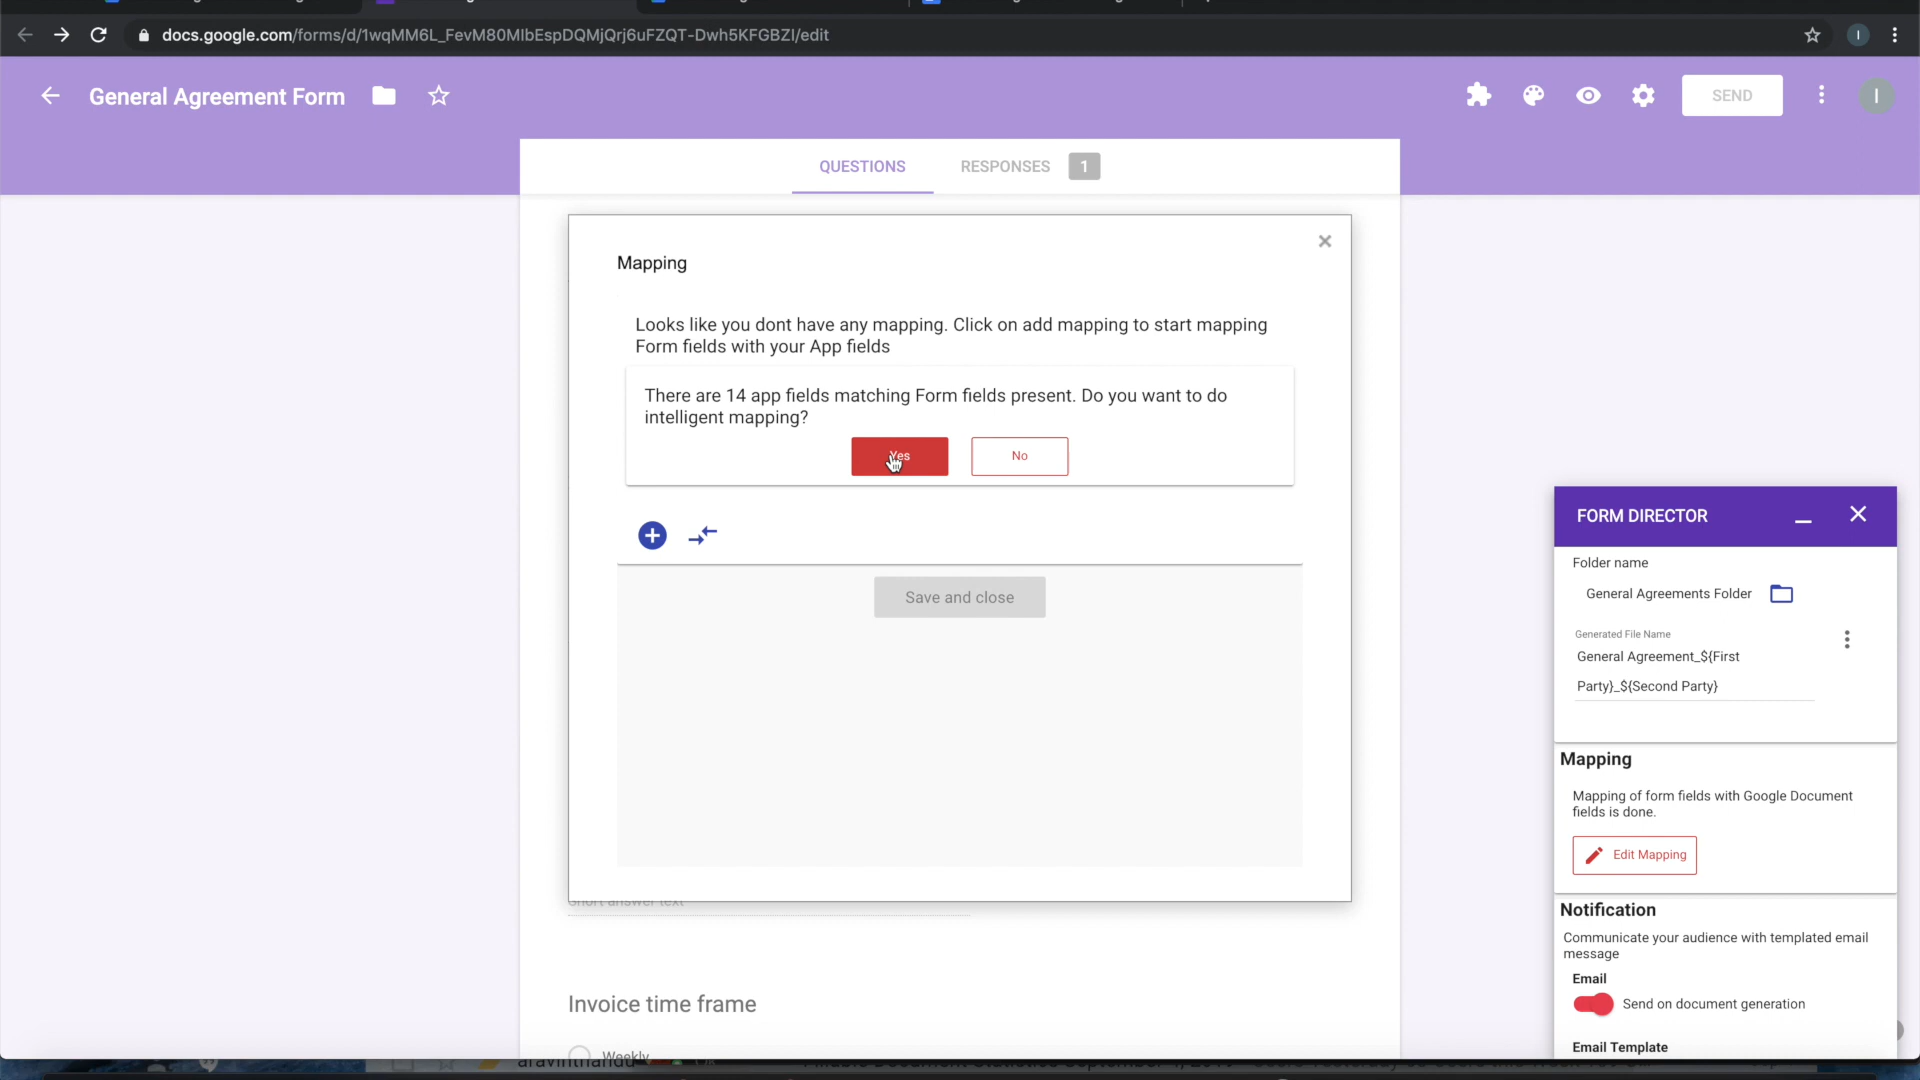 docs.google.com/forms/d/1wqMM6L_FevM80MIbEspDQMjQrj6uFZQT-Dwh5KFGBZI/edit
General Agreement Form
SEND
I
QUESTIONS
RESPONSES
1
Mapping
Looks like you dont have any mapping. Click on add mapping to start mapping
Form fields with your App fields
There are 14 app fields matching Form fields present. Do you want to do
intelligent mapping?
Yes
No
Save and close
Short answer text
Invoice time frame
Weekly
FORM DIRECTOR
Folder name
General Agreements Folder
Generated File Name
General Agreement_${First
Party}_${Second Party}
Mapping
Mapping of form fields with Google Document
fields is done.
Edit Mapping
Notification
Communicate your audience with templated email
message
Email
Send on document generation
Email Template